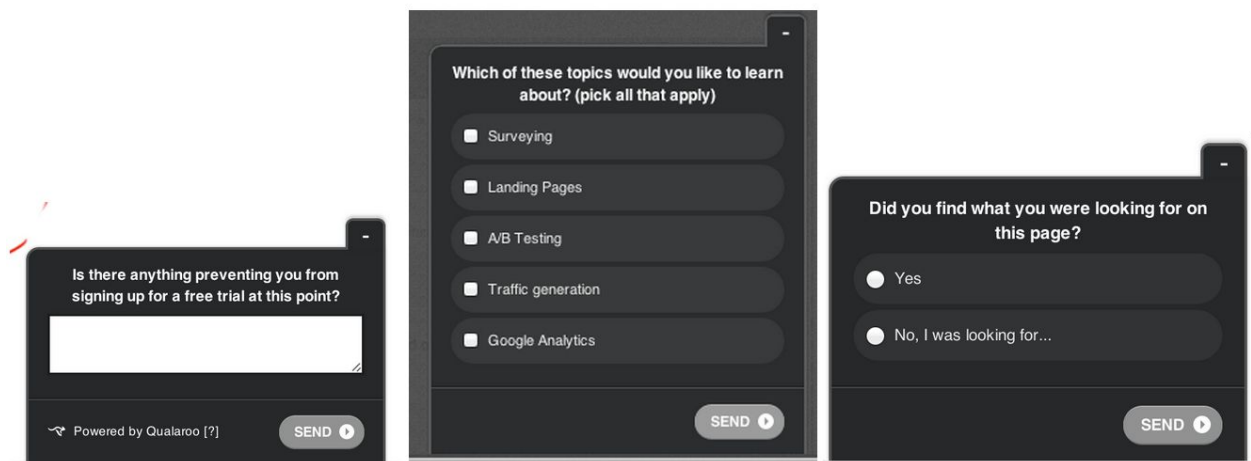 -
Is there anything preventing you from
signing up for a free trial at this point?
Powered by Qualaroo [?]
SEND
-
Which of these topics would you like to learn
about? (pick all that apply)
Surveying
Landing Pages
A/B Testing
Traffic generation
Google Analytics
SEND
-
Did you find what you were looking for on
this page?
Yes
No, I was looking for...
SEND